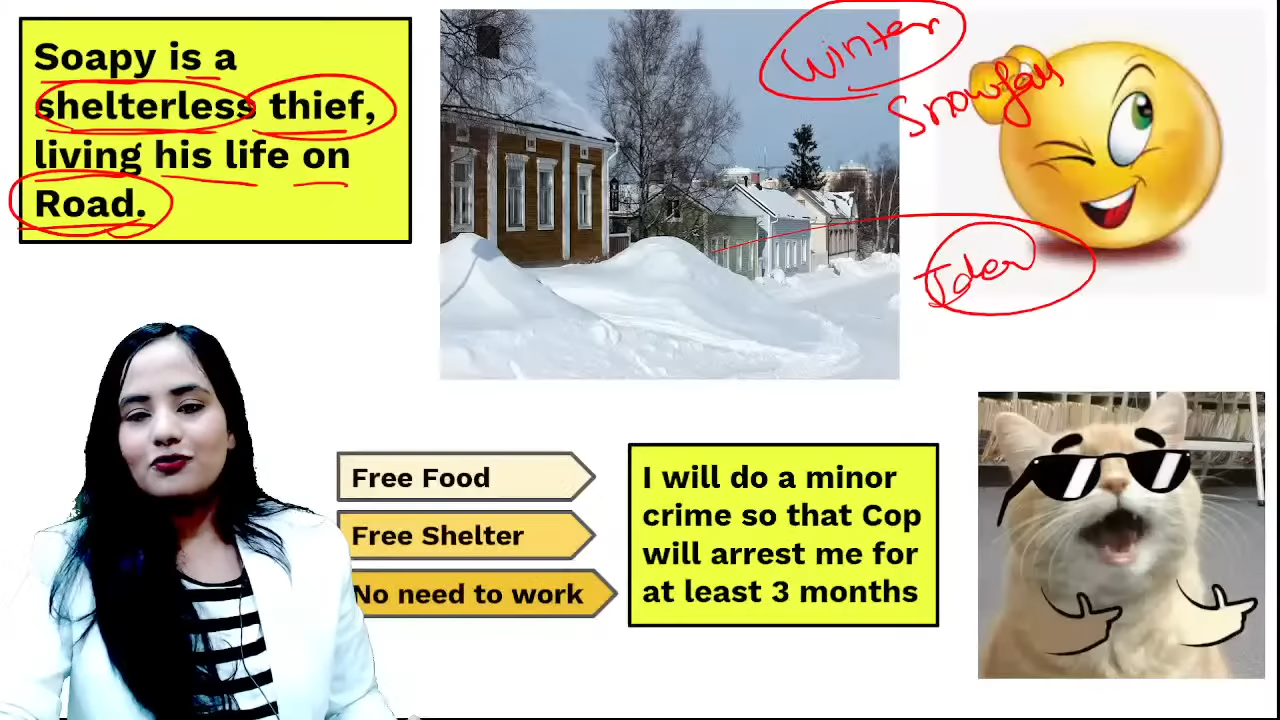 Soapy is a
shelterless thief,
living his life on
Road.
Winter
Snowfall
Idea
Free Food
Free Shelter
No need to work
I will do a minor
crime so that Cop
will arrest me for
at least 3 months